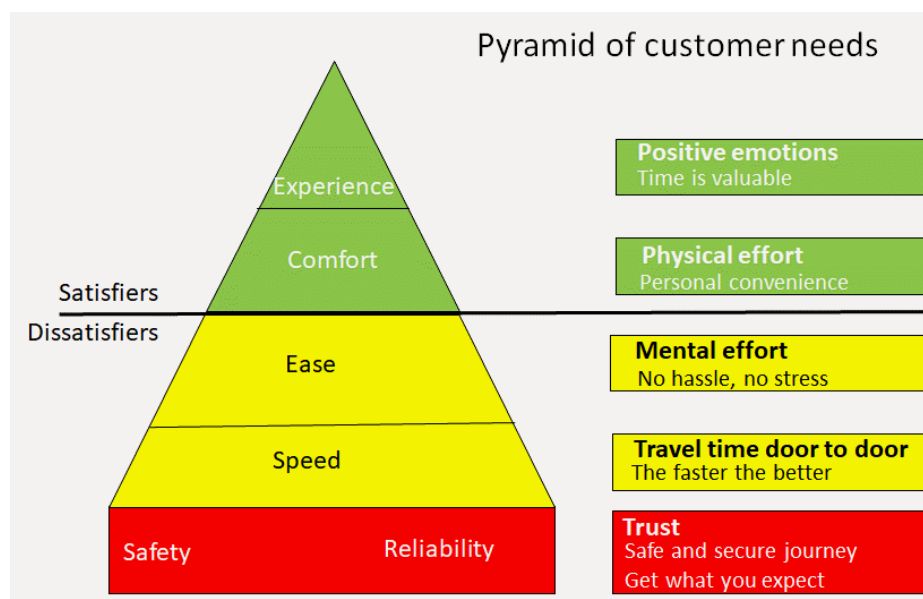 Pyramid of customer needs
Experience
Positive emotions
Time is valuable
Comfort
Physical effort
Personal convenience
Satisfiers
Dissatisfiers
Ease
Mental effort
No hassle, no stress
Speed
Travel time door to door
The faster the better
Safety
Reliability
Trust
Safe and secure journey
Get what you expect